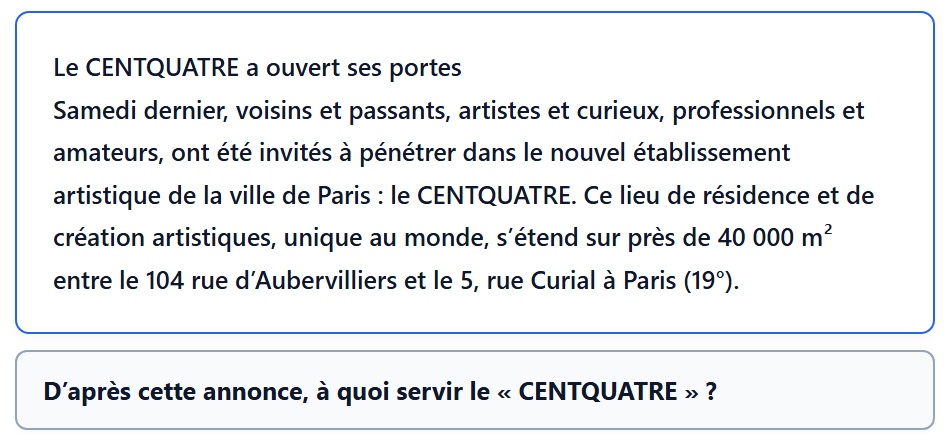 Le CENTQUATRE a ouvert ses portes
Samedi dernier, voisins et passants, artistes et curieux, professionnels et
amateurs, ont été invités à pénétrer dans le nouvel établissement
artistique de la ville de Paris : le CENTQUATRE. Ce lieu de résidence et de
création artistiques, unique au monde, s’étend sur près de 40 000 m²
entre le 104 rue d’Aubervilliers et le 5, rue Curial à Paris (19°).
D’après cette annonce, à quoi servir le « CENTQUATRE » ?